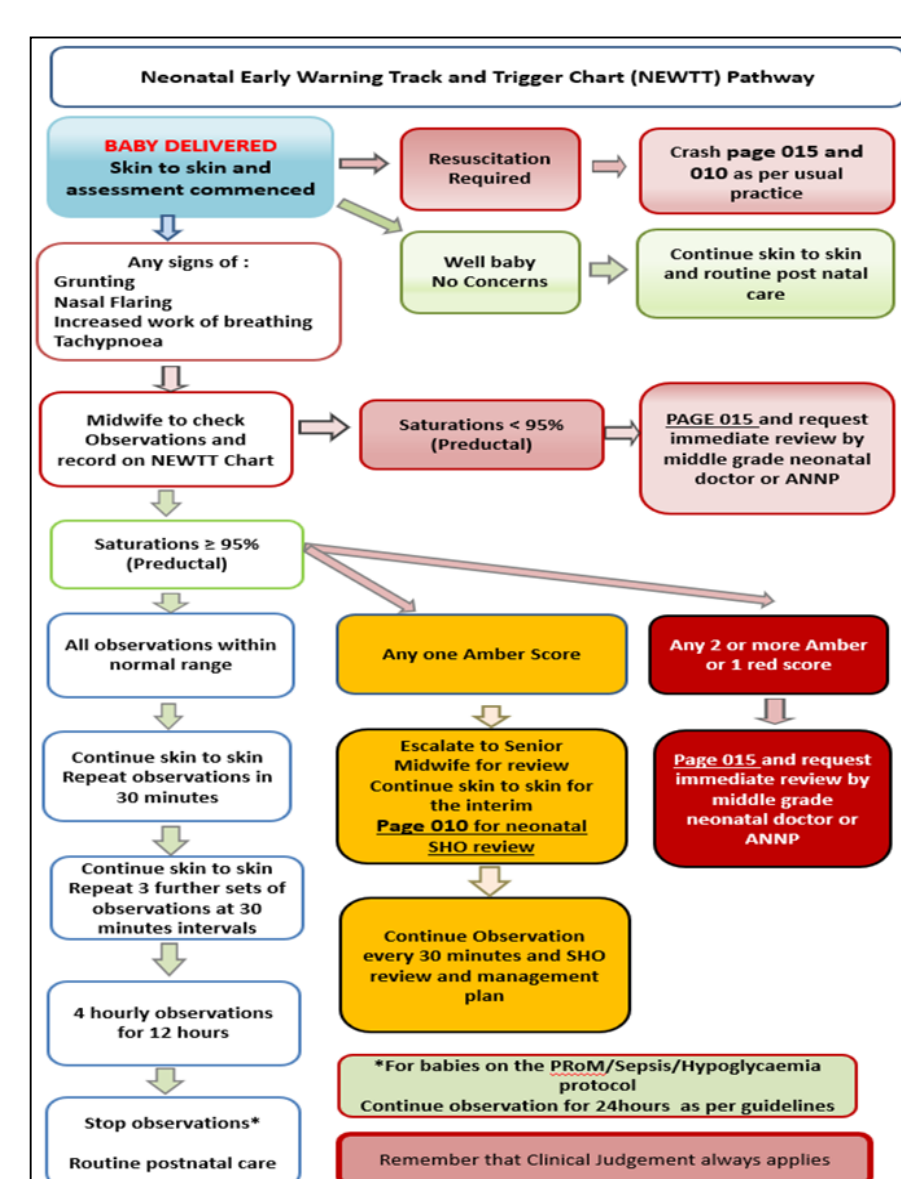 Neonatal Early Warning Track and Trigger Chart (NEWTT) Pathway
BABY DELIVERED
Skin to skin and
assessment commenced
Resuscitation
Required
Crash page 015 and
010 as per usual
practice
Well baby
No Concerns
Continue skin to skin
and routine post natal
care
Any signs of :
Grunting
Nasal Flaring
Increased work of breathing
Tachypnoea
Midwife to check
Observations and
record on NEWTT Chart
Saturations < 95%
(Preductal)
PAGE 015 and request
immediate review by
middle grade neonatal
doctor or ANNP
Saturations ≥ 95%
(Preductal)
All observations within
normal range
Any one Amber Score
Any 2 or more Amber
or 1 red score
Continue skin to skin
Repeat observations in
30 minutes
Escalate to Senior
Midwife for review
Continue skin to skin for
the interim
Page 010 for neonatal
SHO review
Page 015 and request
immediate review by
middle grade
neonatal doctor or
ANNP
Continue skin to skin
Repeat 3 further sets of
observations at 30
minutes intervals
Continue Observation
every 30 minutes and SHO
review and management
plan
4 hourly observations
for 12 hours
*For babies on the PRoM/Sepsis/Hypoglycaemia
protocol
Continue observation for 24hours as per guidelines
Stop observations*
Routine postnatal care
Remember that Clinical Judgement always applies